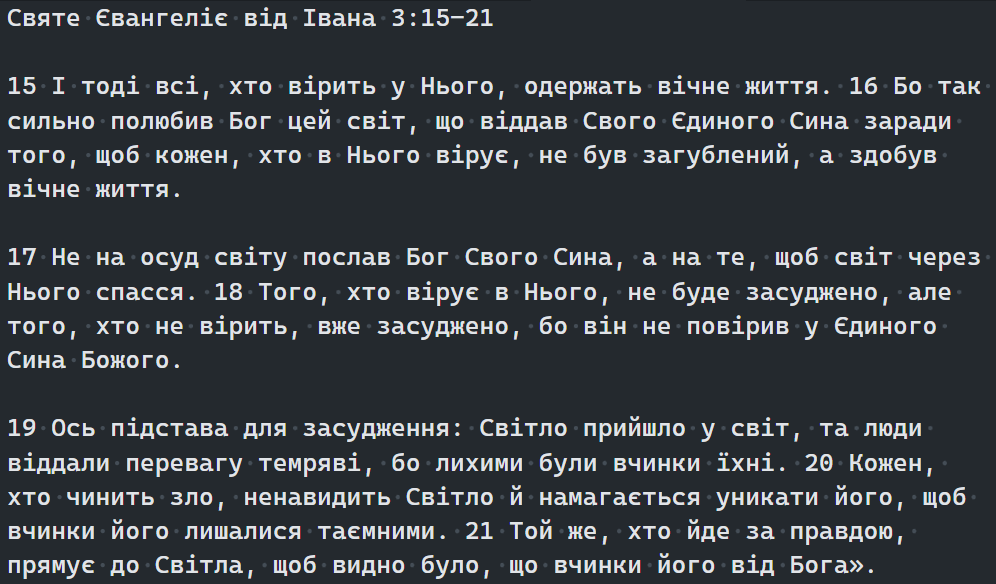 Святе Євангеліє від Івана 3:15–21
15 І тоді всі, хто вірить у Нього, одержать вічне життя. 16 Бо так
сильно полюбив Бог цей світ, що віддав Свого Єдиного Сина заради
того, щоб кожен, хто в Нього вірує, не був загублений, а здобув
вічне життя.
17 Не на осуд світу послав Бог Свого Сина, а на те, щоб світ через
Нього спасся. 18 Того, хто вірує в Нього, не буде засуджено, але
того, хто не вірить, вже засуджено, бо він не повірив у Єдиного
Сина Божого.
19 Ось підстава для засудження: Світло прийшло у світ, та люди
віддали перевагу темряві, бо лихими були вчинки їхні. 20 Кожен,
хто чинить зло, ненавидить Світло й намагається уникати його, щоб
вчинки його лишалися таємними. 21 Той же, хто йде за правдою,
прямує до Світла, щоб видно було, що вчинки його від Бога».